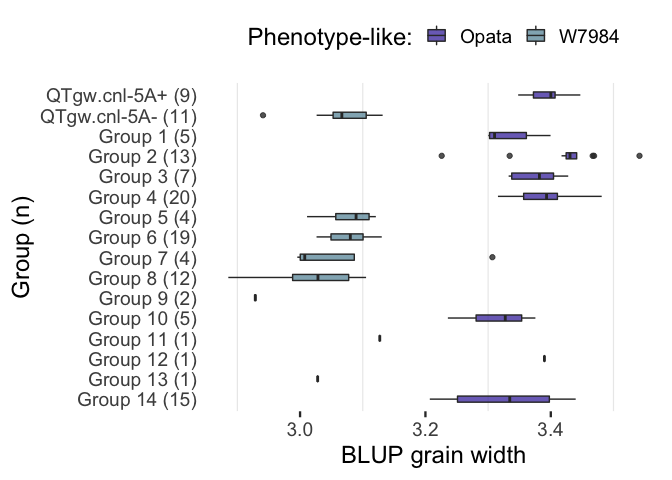 Phenotype-like: Opata W7984
Group (n)
QTgw.cnl-5A+ (9)
QTgw.cnl-5A- (11)
Group 1 (5)
Group 2 (13)
Group 3 (7)
Group 4 (20)
Group 5 (4)
Group 6 (19)
Group 7 (4)
Group 8 (12)
Group 9 (2)
Group 10 (5)
Group 11 (1)
Group 12 (1)
Group 13 (1)
Group 14 (15)
3.0 3.2 3.4
BLUP grain width